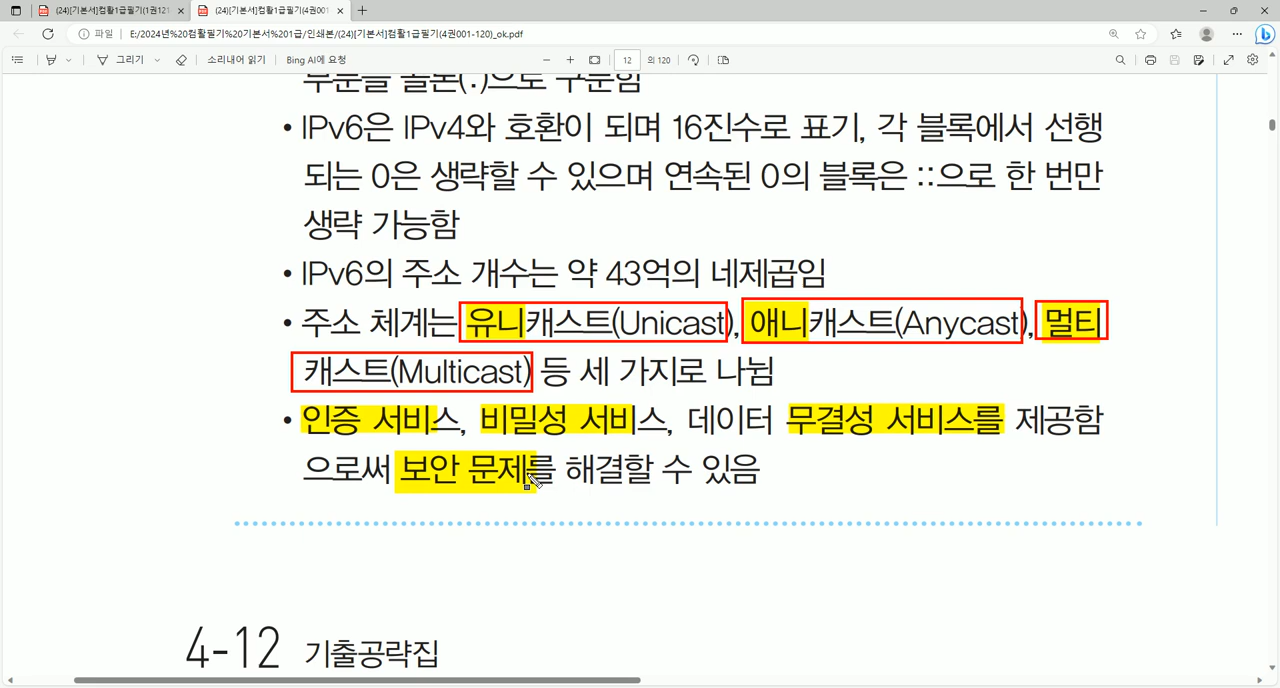 (24)[기본서]컴활1급필기(1권121
(24)[기본서]컴활1급필기(4권001
파일
E:/2024년%20컴활필기%20기본서%201급/인쇄본/(24)[기본서]컴활1급필기(4권001-120)_ok.pdf
그리기
소리내어 읽기
Bing AI에 요청
12
외 120
부분을 콜론(:)으로 구분함
• IPv6은 IPv4와 호환이 되며 16진수로 표기, 각 블록에서 선행
되는 0은 생략할 수 있으며 연속된 0의 블록은 ::으로 한 번만
생략 가능함
• IPv6의 주소 개수는 약 43억의 네제곱임
• 주소 체계는 유니캐스트(Unicast), 애니캐스트(Anycast), 멀티
캐스트(Multicast) 등 세 가지로 나뉨
• 인증 서비스, 비밀성 서비스, 데이터 무결성 서비스를 제공함
으로써 보안 문제를 해결할 수 있음
4-12 기출공략집